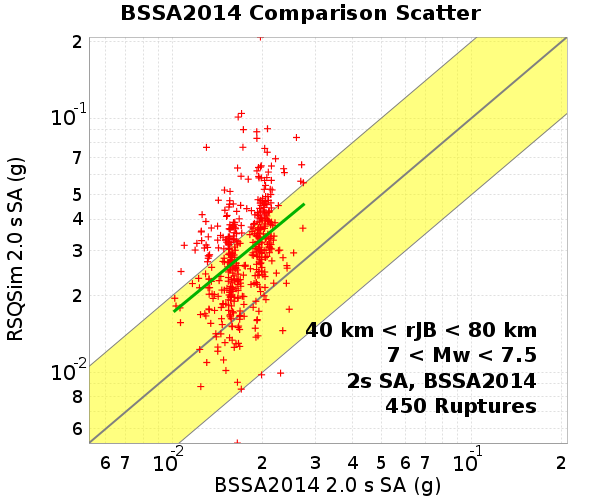 BSSA2014 Comparison Scatter
RSQSim 2.0 s SA (g)
2
10⁻¹
7
5
4
3
2
10⁻²
8
6
40 km < rJB < 80 km
7 < Mw < 7.5
2s SA, BSSA2014
450 Ruptures
6 7 10⁻² 2 3 4 5 6 7 10⁻¹ 2
BSSA2014 2.0 s SA (g)